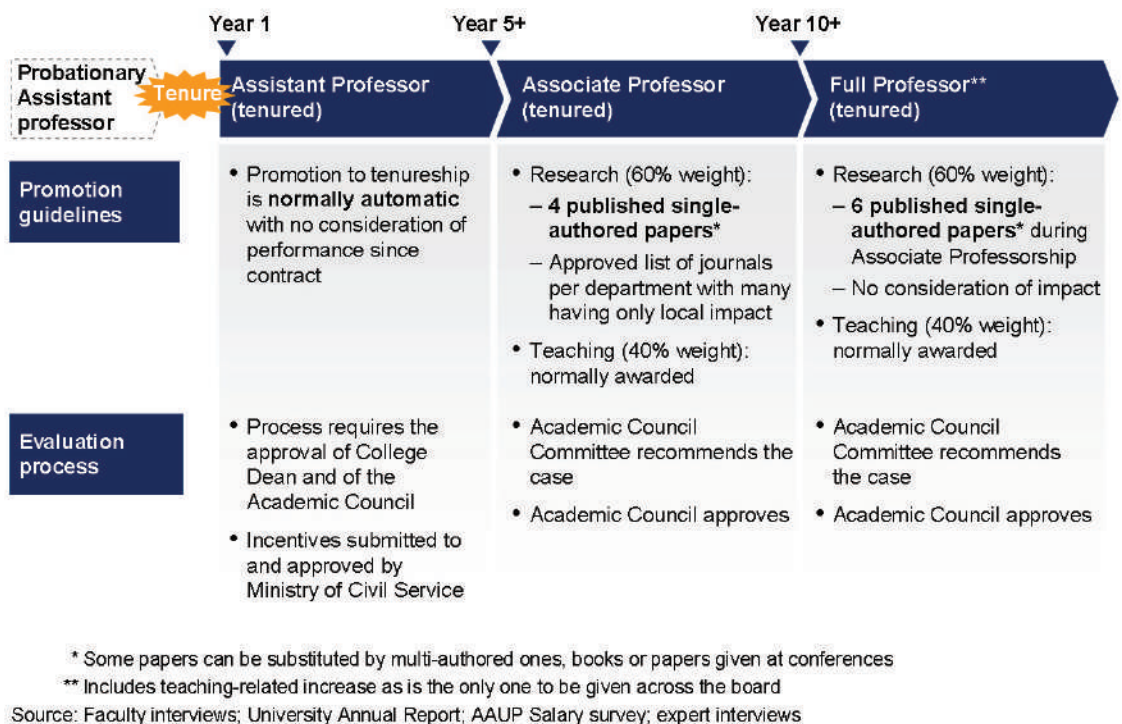 Year 1
Year 5+
Year 10+
Probationary
Assistant
professor
Tenure
Assistant Professor
(tenured)
Associate Professor
(tenured)
Full Professor**
(tenured)
Promotion
guidelines
• Promotion to tenureship
is normally automatic
with no consideration of
performance since
contract
• Research (60% weight):
– 4 published single-
authored papers*
– Approved list of journals
per department with many
having only local impact
• Teaching (40% weight):
normally awarded
• Research (60% weight):
– 6 published single-
authored papers* during
Associate Professorship
– No consideration of impact
• Teaching (40% weight):
normally awarded
Evaluation
process
• Process requires the
approval of College
Dean and of the
Academic Council
• Incentives submitted to
and approved by
Ministry of Civil Service
• Academic Council
Committee recommends the
case
• Academic Council approves
• Academic Council
Committee recommends
the case
• Academic Council approves
* Some papers can be substituted by multi-authored ones, books or papers given at conferences
** Includes teaching-related increase as is the only one to be given across the board
Source: Faculty interviews; University Annual Report; AAUP Salary survey; expert interviews